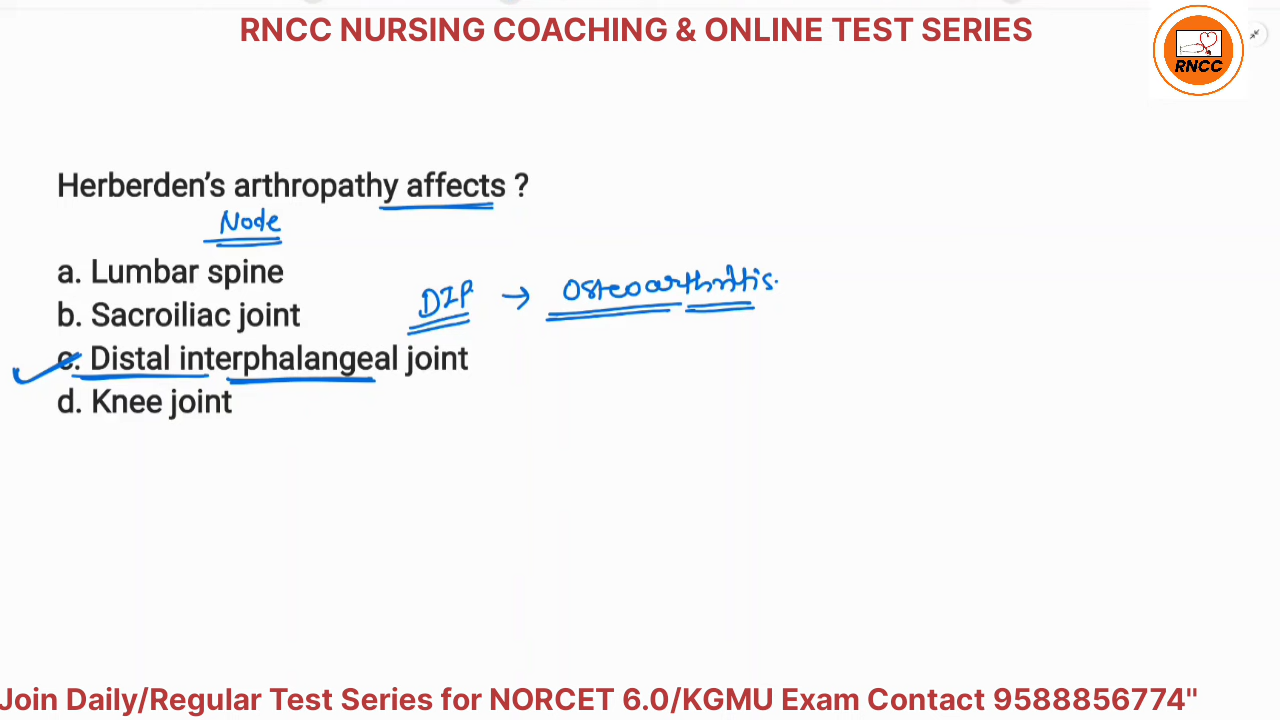 RNCC NURSING COACHING & ONLINE TEST SERIES
RNCC
Herberden's arthropathy affects ?
Node
a. Lumbar spine
DIP → Osteoarthritis.
b. Sacroiliac joint
c. Distal interphalangeal joint
d. Knee joint
Join Daily/Regular Test Series for NORCET 6.0/KGMU Exam Contact 9588856774"